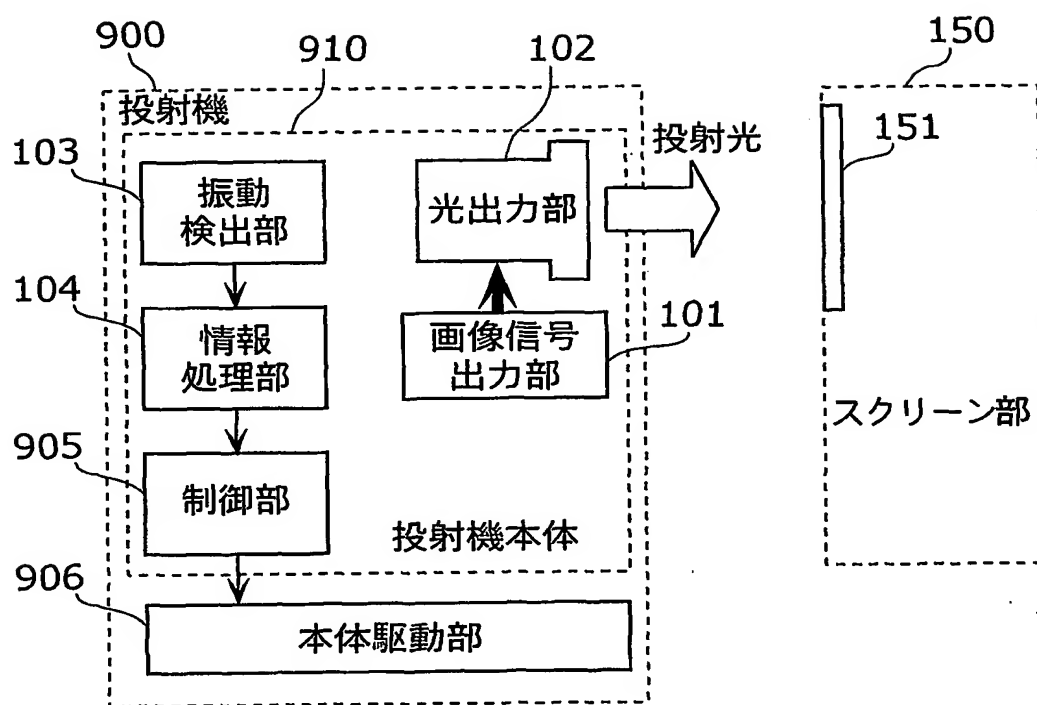 900
910
102
150
投射機
103
振動
検出部
光出力部
投射光
151
104
情報
処理部
画像信号
出力部
101
スクリーン部
905
制御部
投射機本体
906
本体駆動部